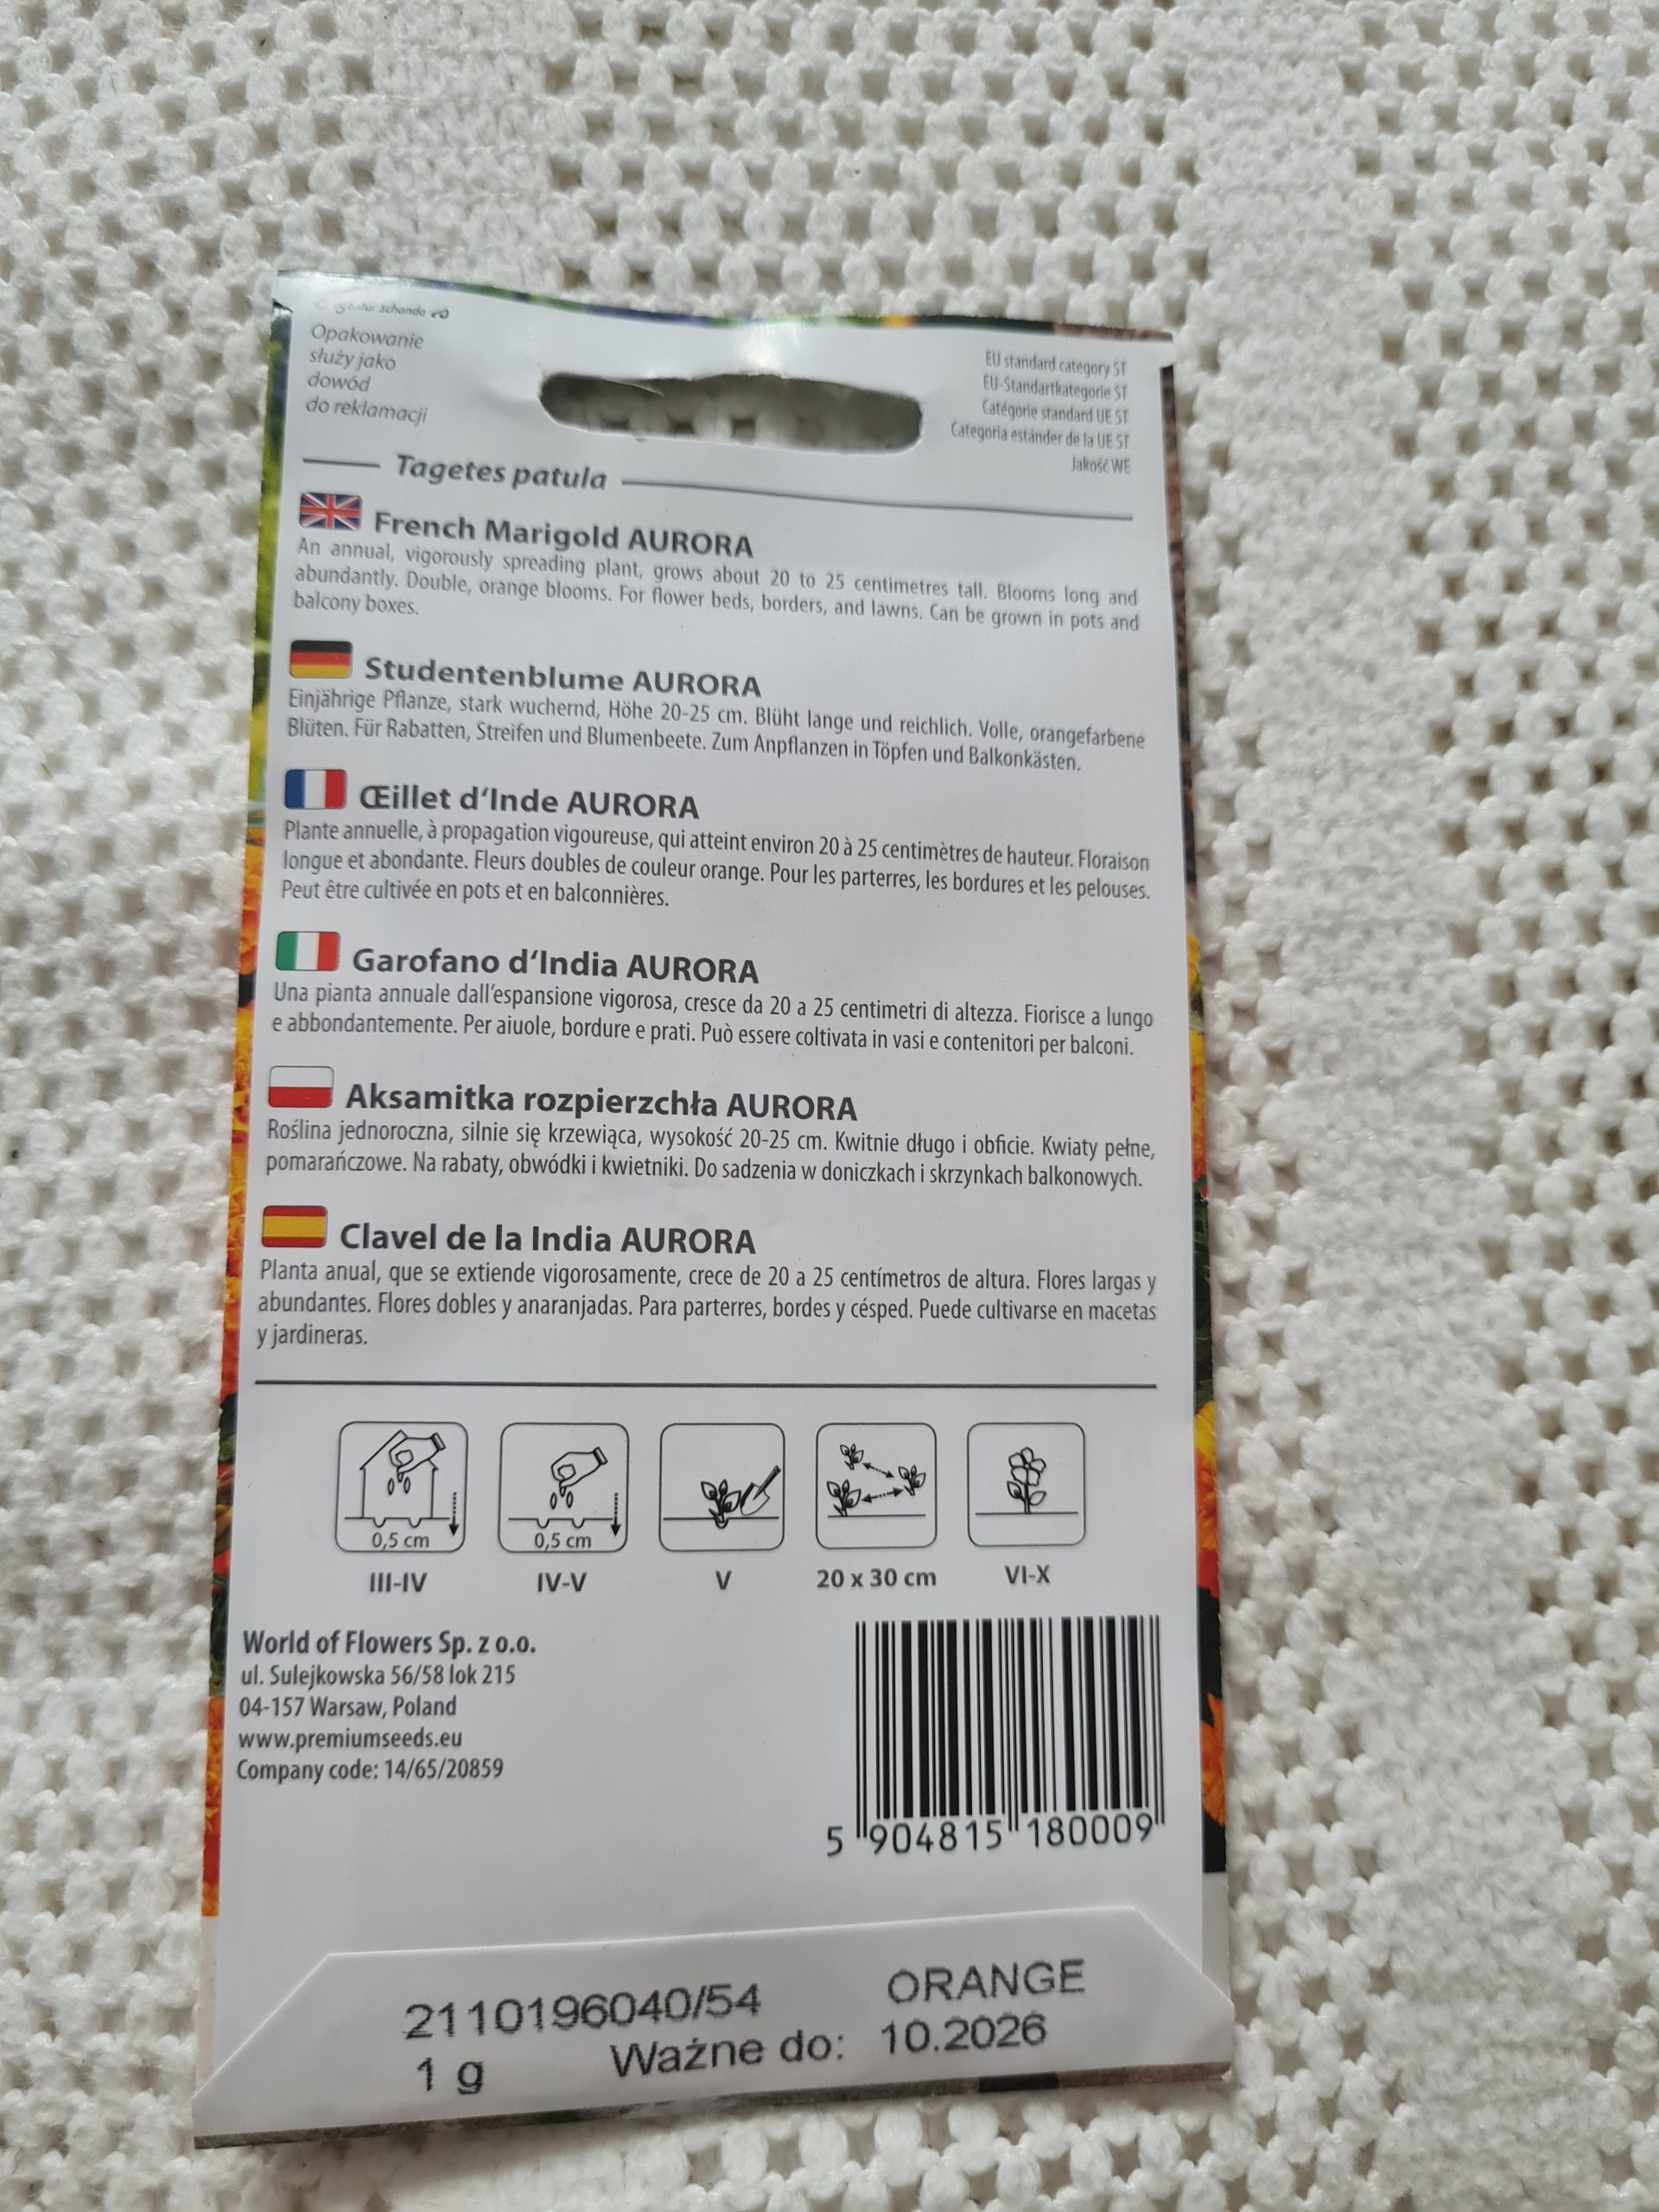 agentur schanda
Opakowanie
służy jako
dowód
do reklamacji
EU standard category ST
EU-Standartkategorie ST
Catégorie standard UE ST
Categoria estánder de la UE ST
Jakość WE
Tagetes patula
French Marigold AURORA
An annual, vigorously spreading plant, grows about 20 to 25 centimetres tall. Blooms long and
abundantly. Double, orange blooms. For flower beds, borders, and lawns. Can be grown in pots and
balcony boxes.
Studentenblume AURORA
Einjährige Pflanze, stark wuchernd, Höhe 20-25 cm. Blüht lange und reichlich. Volle, orangefarbene
Blüten. Für Rabatten, Streifen und Blumenbeete. Zum Anpflanzen in Töpfen und Balkonkästen.
Œillet d‘Inde AURORA
Plante annuelle, à propagation vigoureuse, qui atteint environ 20 à 25 centimètres de hauteur. Floraison
longue et abondante. Fleurs doubles de couleur orange. Pour les parterres, les bordures et les pelouses.
Peut être cultivée en pots et en balconnières.
Garofano d‘India AURORA
Una pianta annuale dall’espansione vigorosa, cresce da 20 a 25 centimetri di altezza. Fiorisce a lungo
e abbondantemente. Per aiuole, bordure e prati. Può essere coltivata in vasi e contenitori per balconi.
Aksamitka rozpierzchła AURORA
Roślina jednoroczna, silnie się krzewiąca, wysokość 20-25 cm. Kwitnie długo i obficie. Kwiaty pełne,
pomarańczowe. Na rabaty, obwódki i kwietniki. Do sadzenia w doniczkach i skrzynkach balkonowych.
Clavel de la India AURORA
Planta anual, que se extiende vigorosamente, crece de 20 a 25 centímetros de altura. Flores largas y
abundantes. Flores dobles y anaranjadas. Para parterres, bordes y césped. Puede cultivarse en macetas
y jardineras.
0,5 cm
0,5 cm
III-IV
IV-V
V
20 x 30 cm
VI-X
World of Flowers Sp. z o.o.
ul. Sulejkowska 56/58 lok 215
04-157 Warsaw, Poland
www.premiumseeds.eu
Company code: 14/65/20859
5 904815 180009
2110196040/54 ORANGE
1 g Ważne do: 10.2026